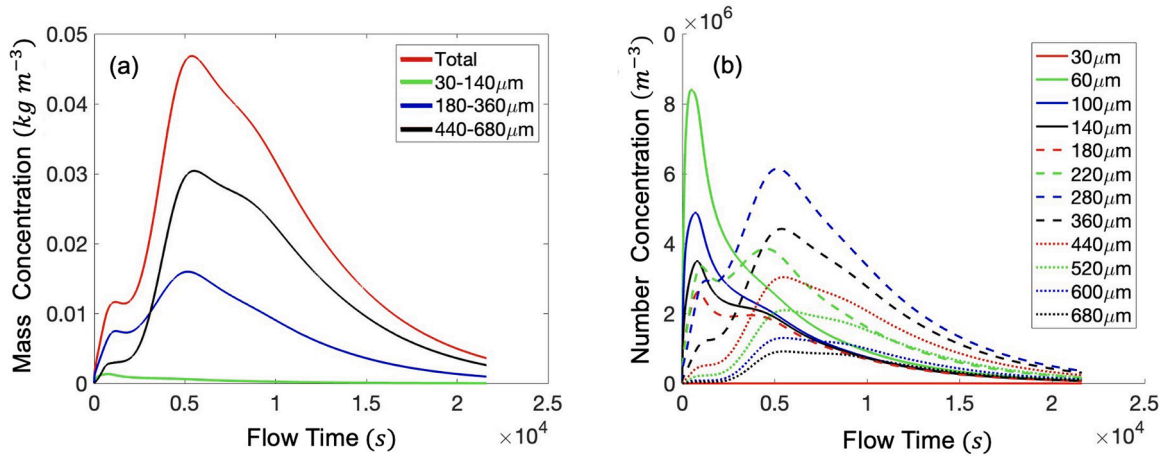 (a)
Mass Concentration (kg m⁻³)
0.05
0.04
0.03
0.02
0.01
0
0 0.5 1 1.5 2 2.5
× 10⁴
Flow Time (s)
Total
30-140μm
180-360μm
440-680μm
(b)
× 10⁶
Number Concentration (m⁻³)
0
8
6
4
2
0
0 0.5 1 1.5 2 2.5
× 10⁴
Flow Time (s)
30μm
60μm
100μm
140μm
180μm
220μm
280μm
360μm
440μm
520μm
600μm
680μm